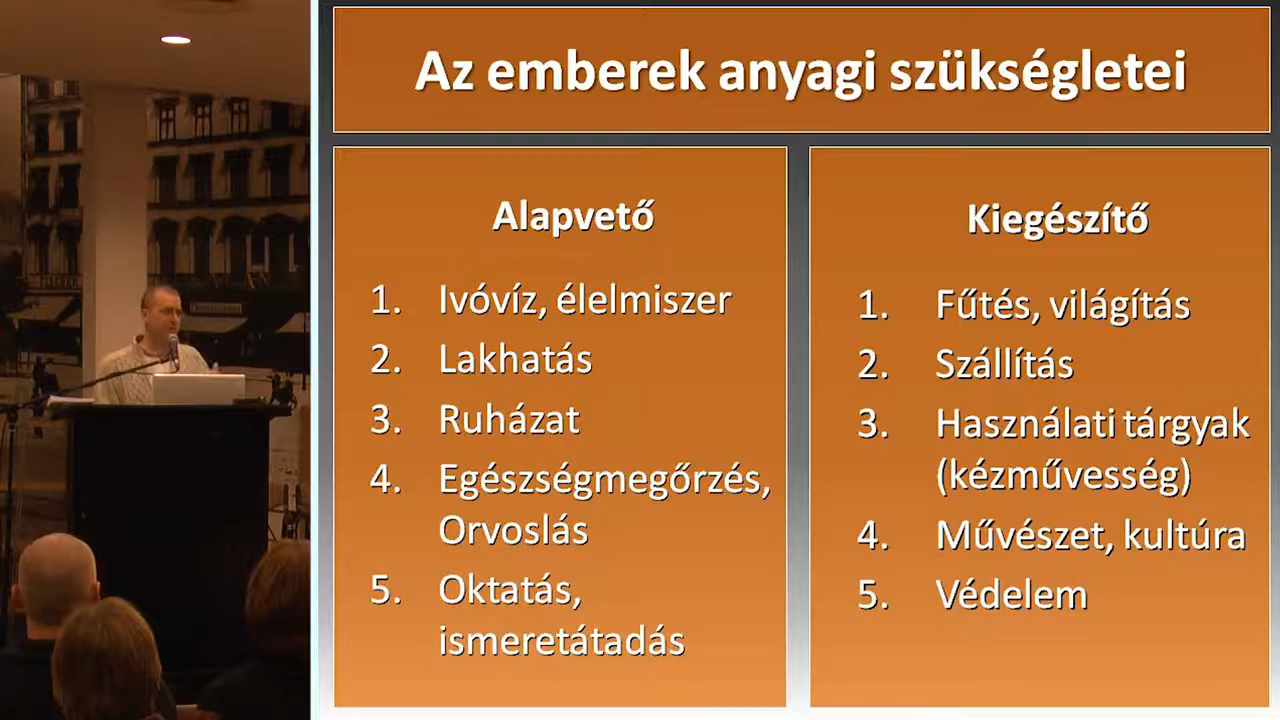 Az emberek anyagi szükségletei
Alapvető
1. Ivóvíz, élelmiszer
2. Lakhatás
3. Ruházat
4. Egészségmegőrzés,
Orvoslás
5. Oktatás,
ismeretátadás
Kiegészítő
1. Fűtés, világítás
2. Szállítás
3. Használati tárgyak
(kézművesség)
4. Művészet, kultúra
5. Védelem